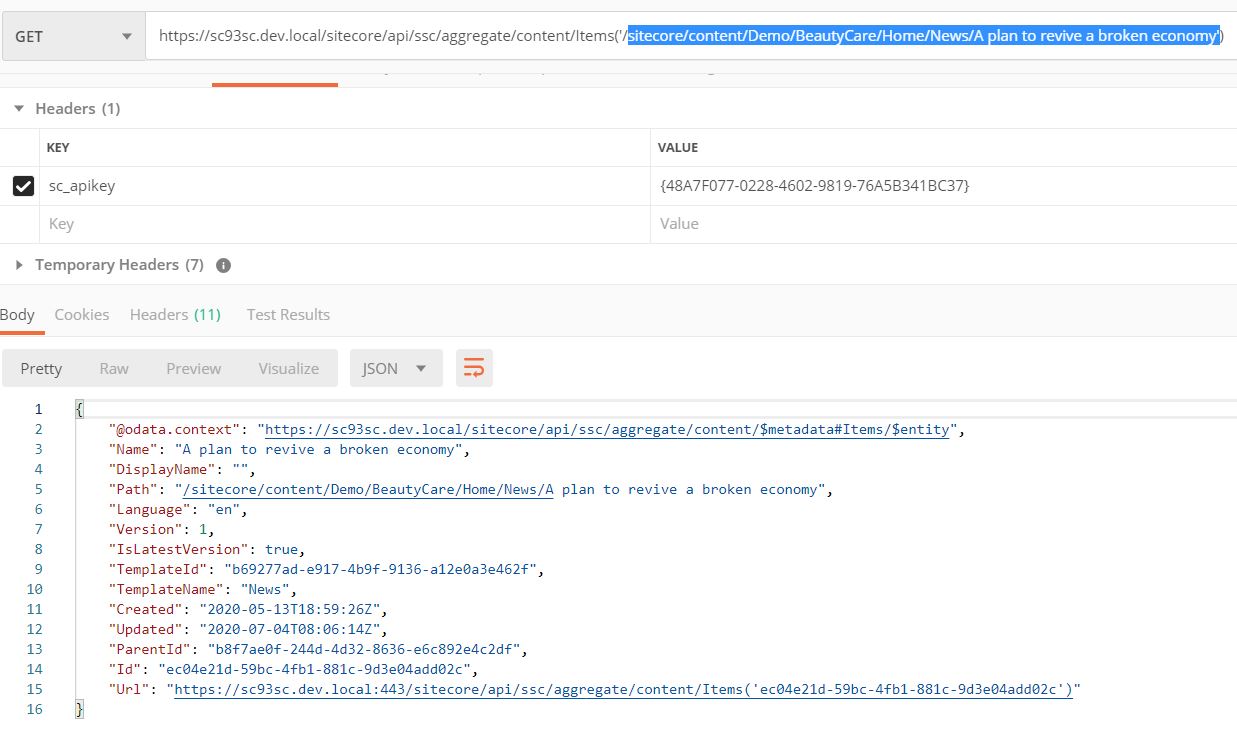 GET https://sc93sc.dev.local/sitecore/api/ssc/aggregate/content/Items('/sitecore/content/Demo/BeautyCare/Home/News/A plan to revive a broken economy')
Headers (1)
KEY VALUE
sc_apikey {48A7F077-0228-4602-9819-76A5B341BC37}
Key Value
Temporary Headers (7)
Body Cookies Headers (11) Test Results
Pretty Raw Preview Visualize JSON
1 {
2 "@odata.context": "https://sc93sc.dev.local/sitecore/api/ssc/aggregate/content/$metadata#Items/$entity",
3 "Name": "A plan to revive a broken economy",
4 "DisplayName": "",
5 "Path": "/sitecore/content/Demo/BeautyCare/Home/News/A plan to revive a broken economy",
6 "Language": "en",
7 "Version": 1,
8 "IsLatestVersion": true,
9 "TemplateId": "b69277ad-e917-4b9f-9136-a12e0a3e462f",
10 "TemplateName": "News",
11 "Created": "2020-05-13T18:59:26Z",
12 "Updated": "2020-07-04T08:06:14Z",
13 "ParentId": "b8f7ae0f-244d-4d32-8636-e6c892e4c2df",
14 "Id": "ec04e21d-59bc-4fb1-881c-9d3e04add02c",
15 "Url": "https://sc93sc.dev.local:443/sitecore/api/ssc/aggregate/content/Items('ec04e21d-59bc-4fb1-881c-9d3e04add02c')"
16 }